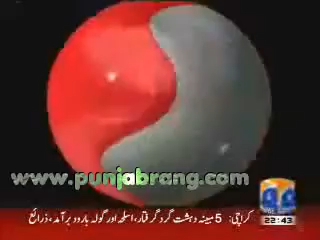 www.punjabrang.com
کراچی: 5 مبینہ دہشت گرد گرفتار، اسلحہ اور گولہ بارود برآمد، ذرائع
22:43